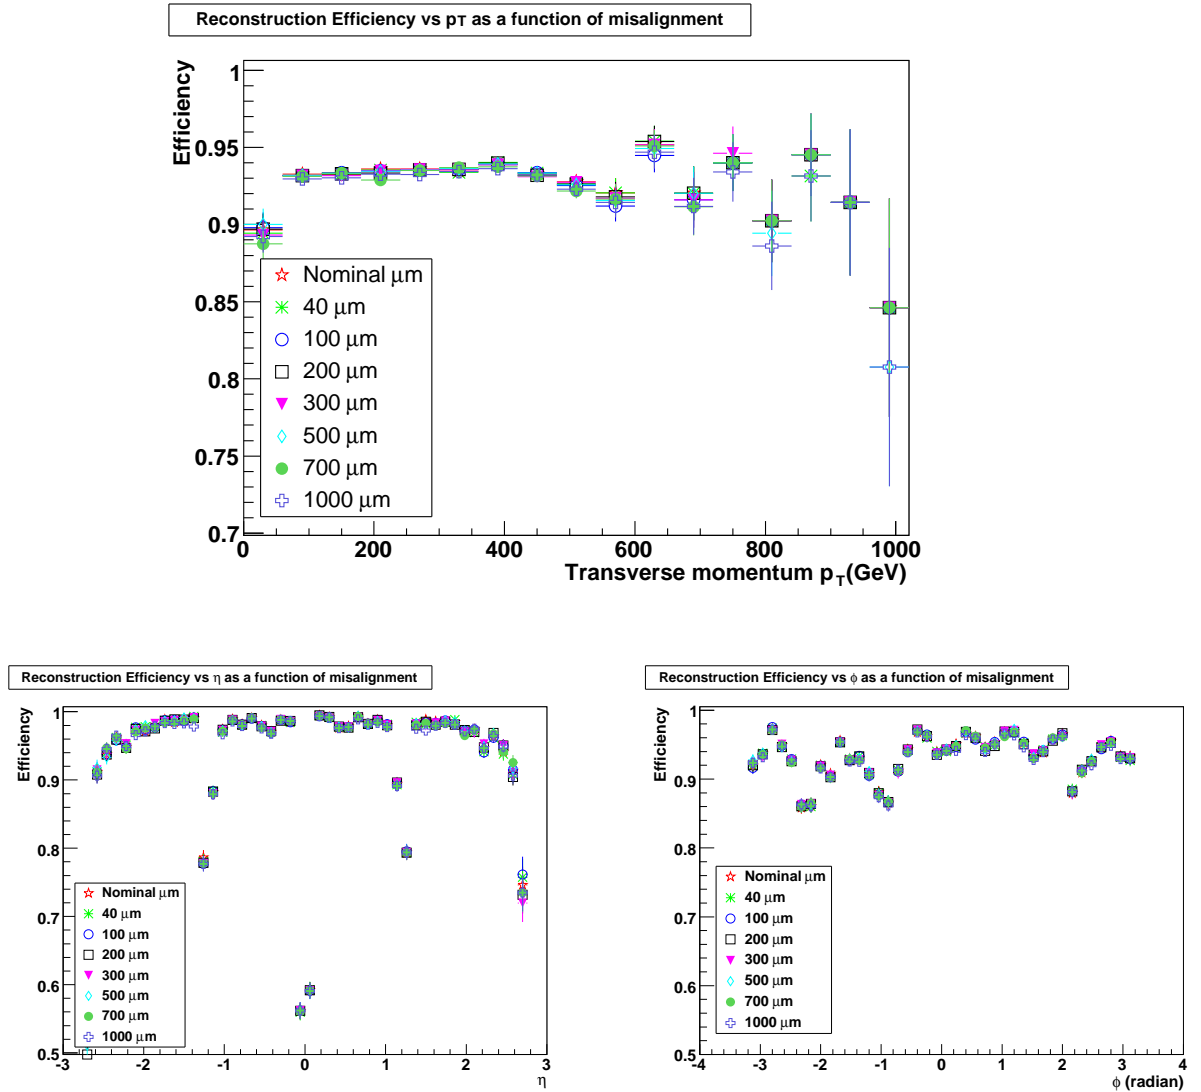 Reconstruction Efficiency vs pT as a function of misalignment
Efficiency
1
0.95
0.9
0.85
0.8
0.75
0.7
Nominal μm
40 μm
100 μm
200 μm
300 μm
500 μm
700 μm
1000 μm
0 200 400 600 800 1000
Transverse momentum p_T(GeV)
Reconstruction Efficiency vs η as a function of misalignment
Efficiency
1
0.9
0.8
0.7
0.6
0.5
Nominal μm
40 μm
100 μm
200 μm
300 μm
500 μm
700 μm
1000 μm
-3 -2 -1 0 1 2 3
η
Reconstruction Efficiency vs ϕ as a function of misalignment
Efficiency
1
0.9
0.8
0.7
0.6
0.5
Nominal μm
40 μm
100 μm
200 μm
300 μm
500 μm
700 μm
1000 μm
-4 -3 -2 -1 0 1 2 3 4
ϕ (radian)